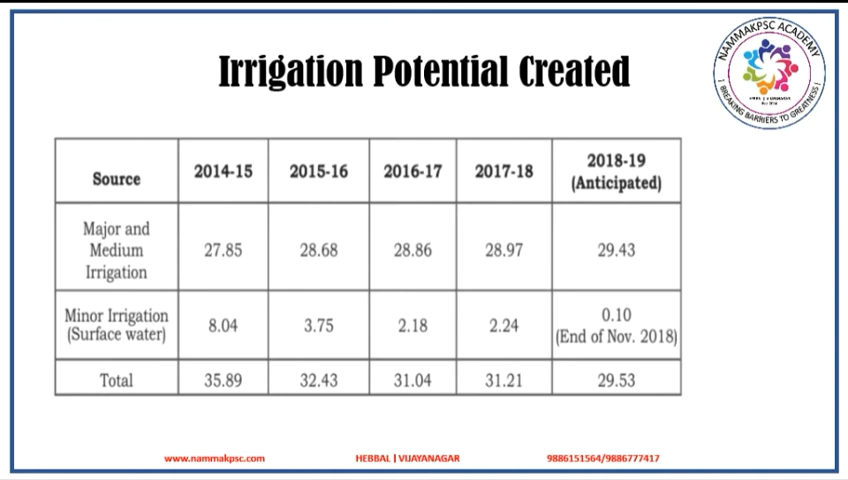 Irrigation Potential Created
NAMMAKPSC ACADEMY
! BREAKING BARRIERS TO GREATNESS !
Source 2014-15 2015-16 2016-17 2017-18 2018-19
(Anticipated)
Major and
Medium
Irrigation
27.85 28.68 28.86 28.97 29.43
Minor Irrigation
(Surface water)
8.04 3.75 2.18 2.24 0.10
(End of Nov. 2018)
Total 35.89 32.43 31.04 31.21 29.53
www.nammakpsc.com HEBBAL | VIJAYANAGAR 9886151564/9886777417